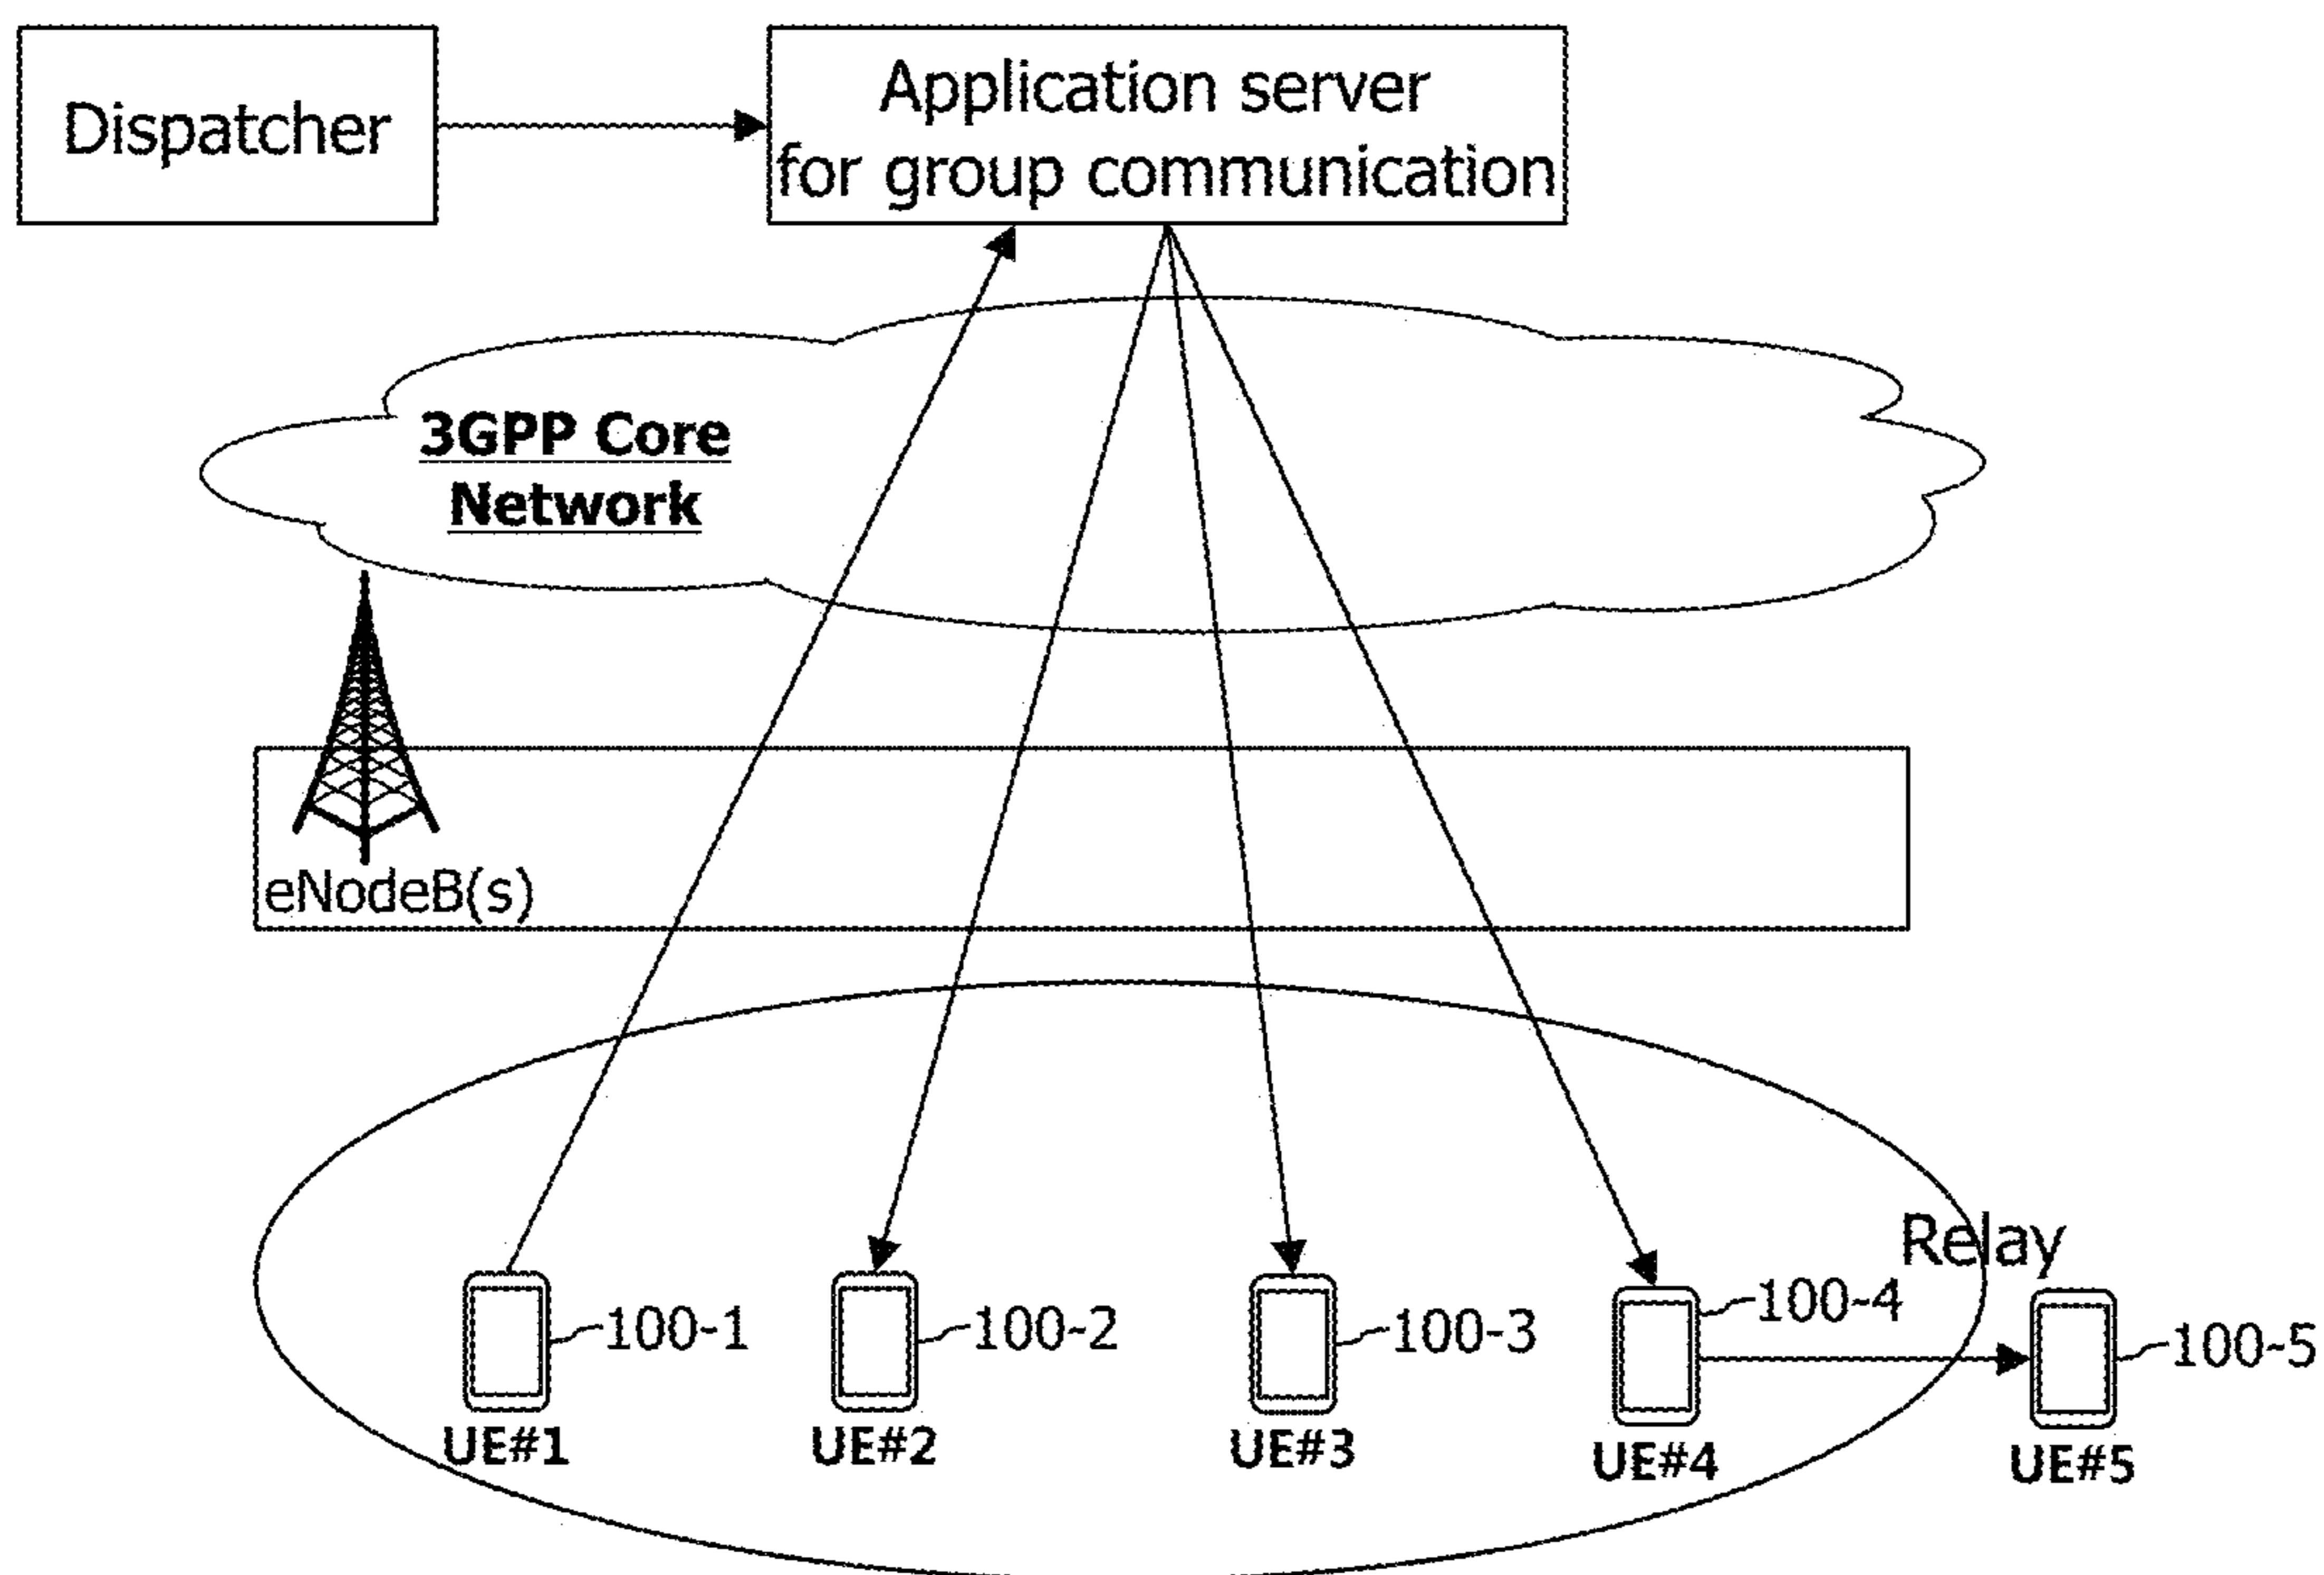 Dispatcher
Application server
for group communication
3GPP Core
Network
eNodeB(s)
Relay
100-1
100-2
100-3
100-4
100-5
UE#1
UE#2
UE#3
UE#4
UE#5